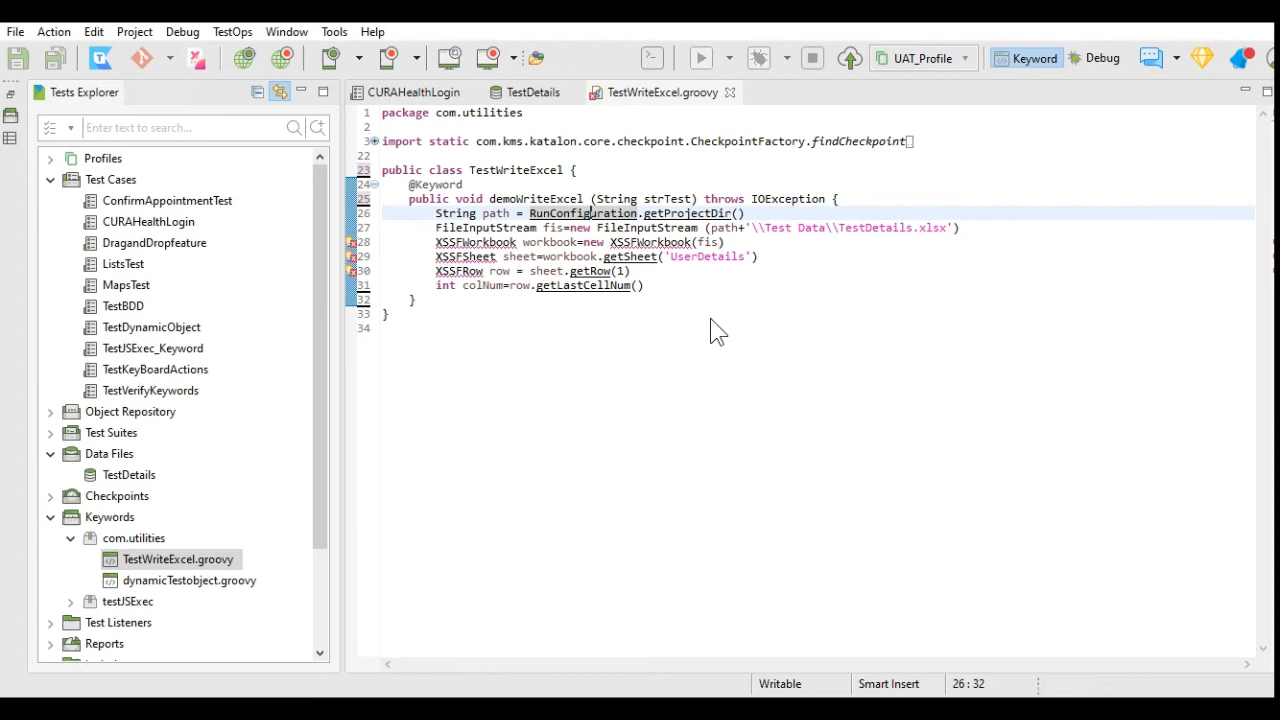 File Action Edit Project Debug TestOps Window Tools Help
UAT_Profile Keyword Debug
Tests Explorer
CURAHealthLogin TestDetails TestWriteExcel.groovy
Enter text to search...
Profiles
Test Cases
ConfirmAppointmentTest
CURAHealthLogin
DragandDropfeature
ListsTest
MapsTest
TestBDD
TestDynamicObject
TestJSExec_Keyword
TestKeyBoardActions
TestVerifyKeywords
Object Repository
Test Suites
Data Files
TestDetails
Checkpoints
Keywords
com.utilities
TestWriteExcel.groovy
dynamicTestobject.groovy
testJSExec
Test Listeners
Reports
1 package com.utilities
2
3 import static com.kms.katalon.core.checkpoint.CheckpointFactory.findCheckpoint
22
23 public class TestWriteExcel {
24 @Keyword
25 public void demoWriteExcel (String strTest) throws IOException {
26 String path = RunConfiguration.getProjectDir()
27 FileInputStream fis=new FileInputStream (path+'\\Test Data\\TestDetails.xlsx')
28 XSSFWorkbook workbook=new XSSFWorkbook(fis)
29 XSSFSheet sheet=workbook.getSheet('UserDetails')
30 XSSFRow row = sheet.getRow(1)
31 int colNum=row.getLastCellNum()
32 }
33 }
34
Writable Smart Insert 26 : 32